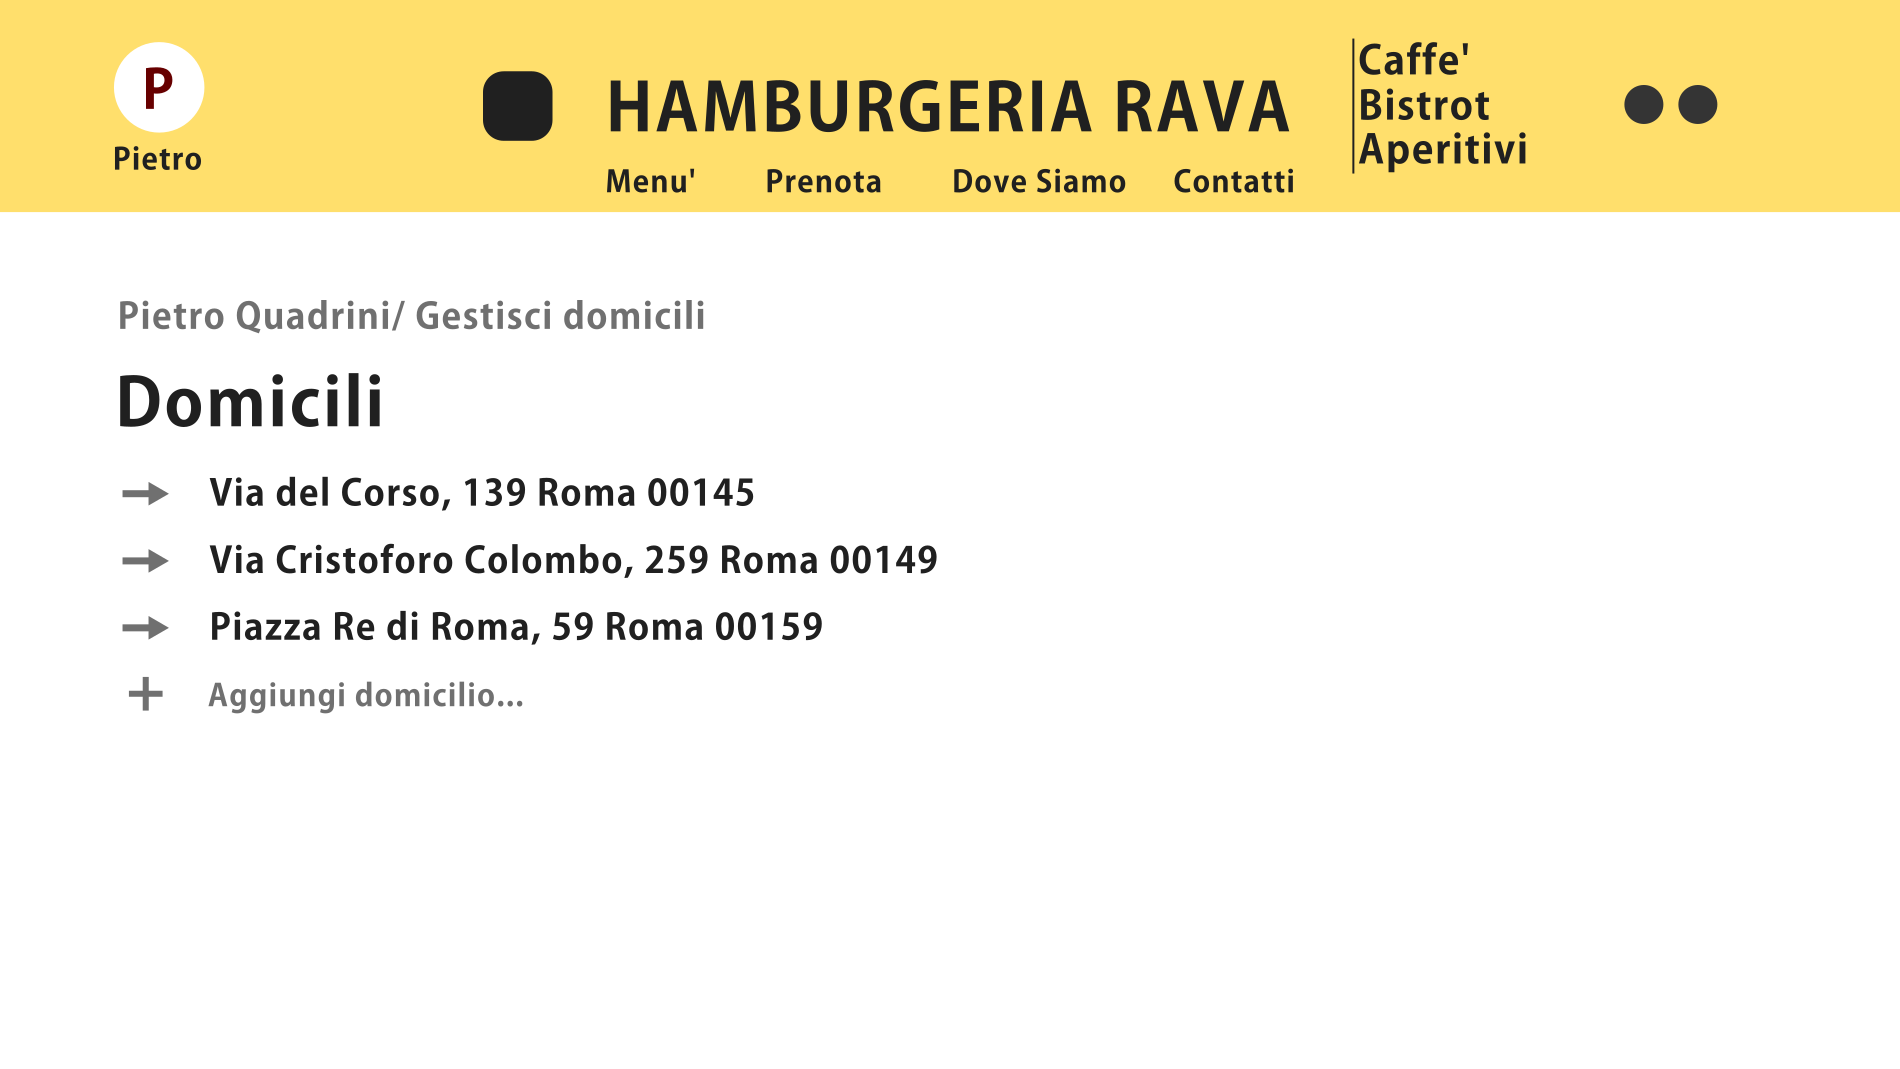 P
Pietro
HAMBURGERIA RAVA
Menu' Prenota Dove Siamo Contatti
Caffe'
Bistrot
Aperitivi
Pietro Quadrini/ Gestisci domicili
Domicili
Via del Corso, 139 Roma 00145
Via Cristoforo Colombo, 259 Roma 00149
Piazza Re di Roma, 59 Roma 00159
Aggiungi domicilio...